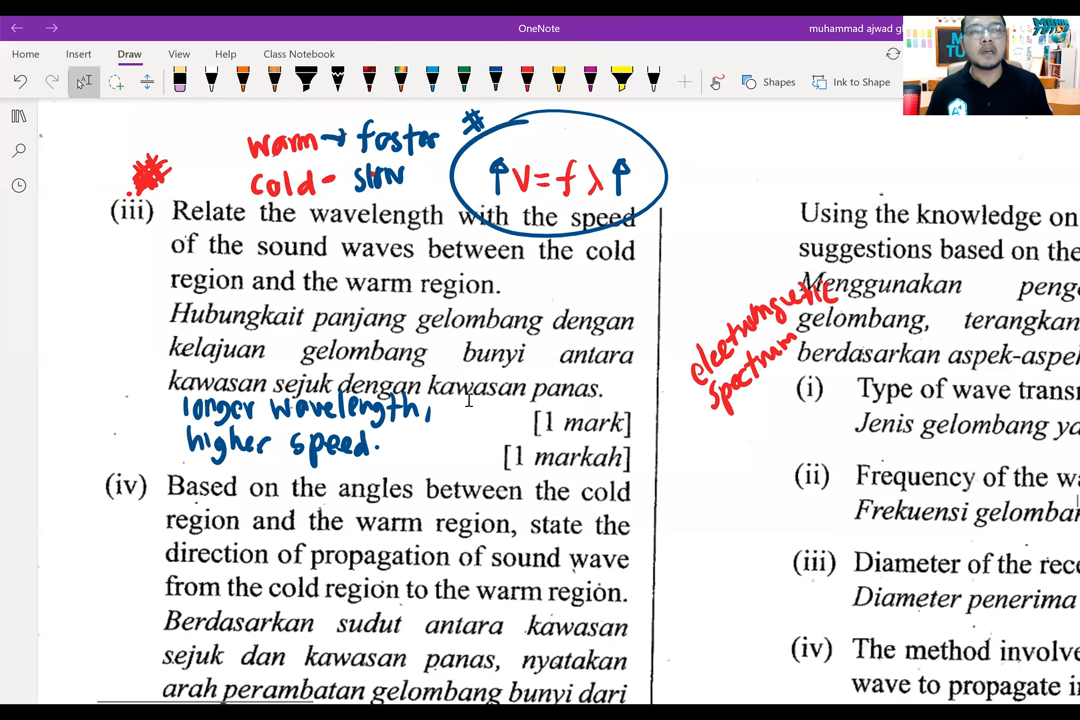 OneNote
muhammad ajwad g
Home Insert Draw View Help Class Notebook
Shapes Ink to Shape
warm → faster #
cold - slow
↑ V = f λ ↑
(iii) Relate the wavelength with the speed
of the sound waves between the cold
region and the warm region.
Hubungkait panjang gelombang dengan
kelajuan gelombang bunyi antara
kawasan sejuk dengan kawasan panas.
longer wavelength,
higher speed.
[1 mark]
[1 markah]
(iv) Based on the angles between the cold
region and the warm region, state the
direction of propagation of sound wave
from the cold region to the warm region.
Berdasarkan sudut antara kawasan
sejuk dan kawasan panas, nyatakan
arah perambatan gelombang bunyi dari
Using the knowledge on
suggestions based on the
Menggunakan penge
gelombang, terangkan
berdasarkan aspek-aspe
electromagnetic
spectrum
(i) Type of wave trans
Jenis gelombang ya
(ii) Frequency of the wa
Frekuensi gelomba
(iii) Diameter of the rece
Diameter penerima
(iv) The method involve
wave to propagate i